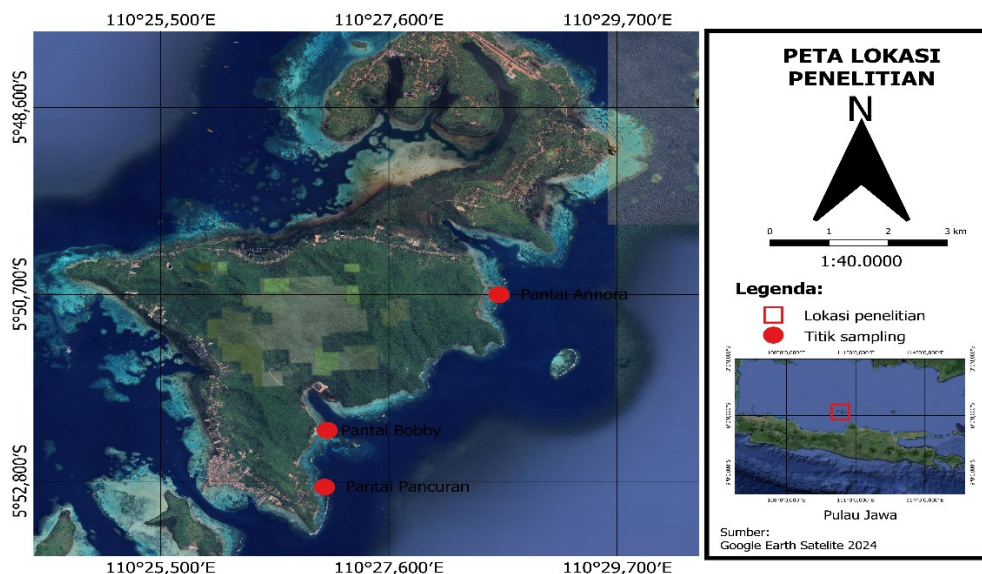 110°25,500′E 110°27,600′E 110°29,700′E
5°48,600′S
5°50,700′S
5°52,800′S
Pantai Annora
Pantai Bobby
Pantai Pancuran
110°25,500′E 110°27,600′E 110°29,700′E
PETA LOKASI
PENELITIAN
N
0 1 2 3 km
1:40.0000
Legenda:
Lokasi penelitian
Titik sampling
Pulau Jawa
Sumber:
Google Earth Satelite 2024